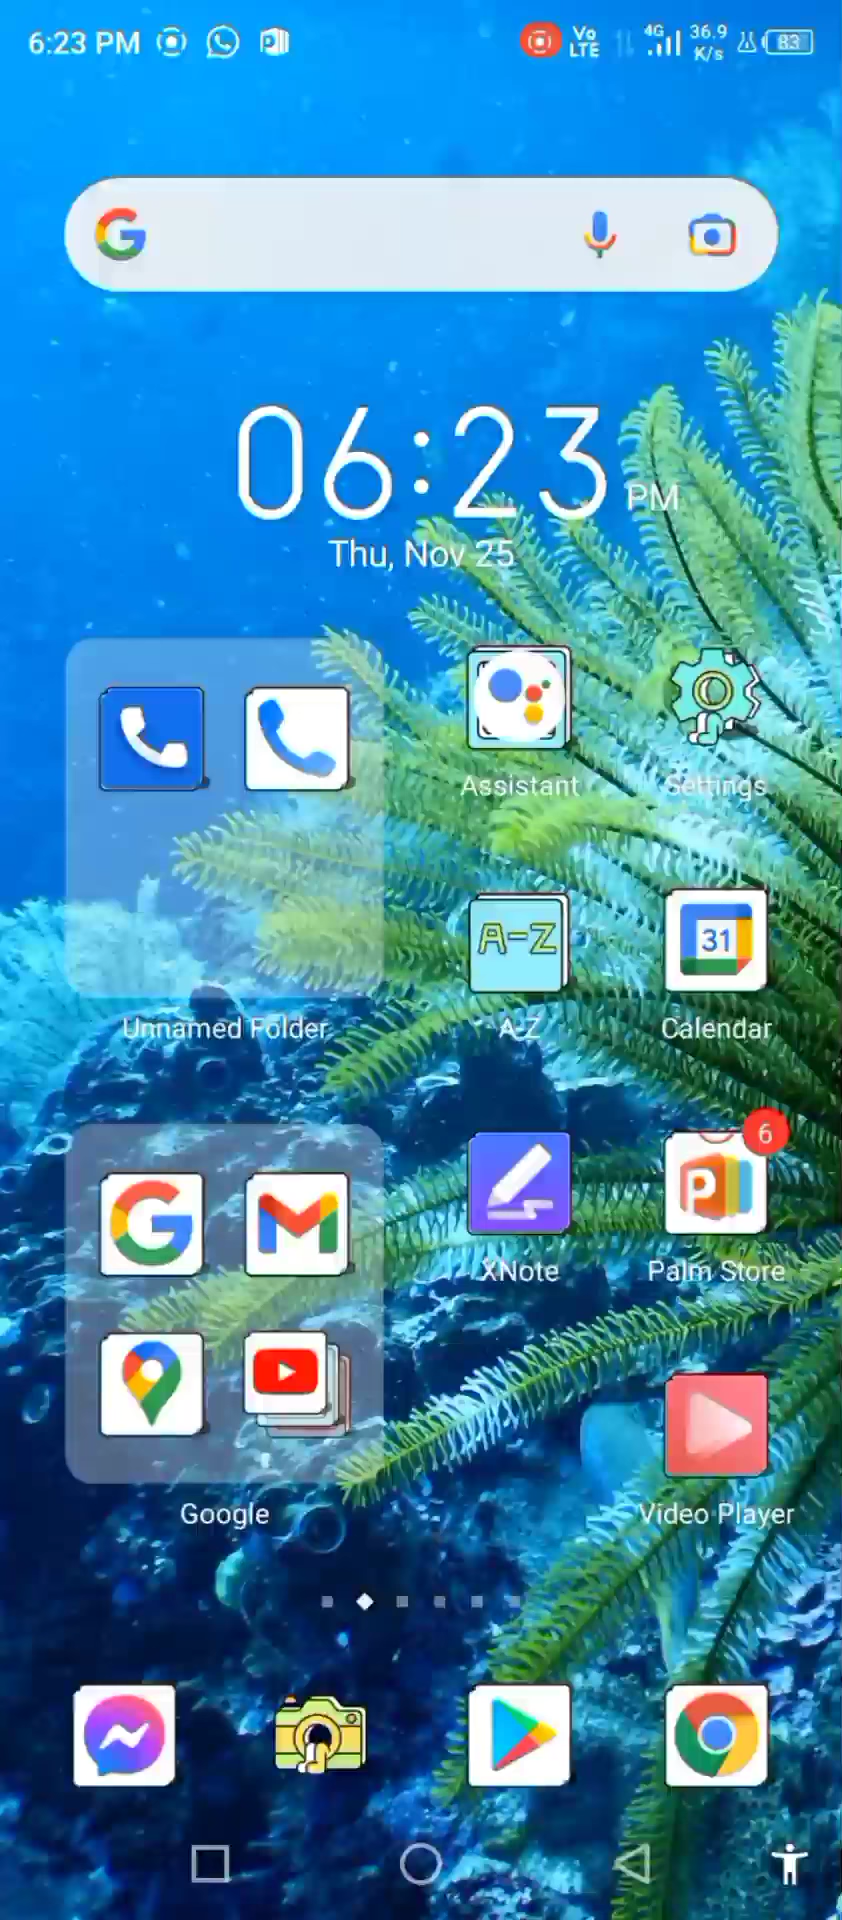 6:23 PM
Vo LTE 4G 36.9 K/s 83
06:23 PM
Thu, Nov 25
Assistant
Settings
A-Z
31
Unnamed Folder
A-Z
Calendar
6
XNote
Palm Store
Google
Video Player